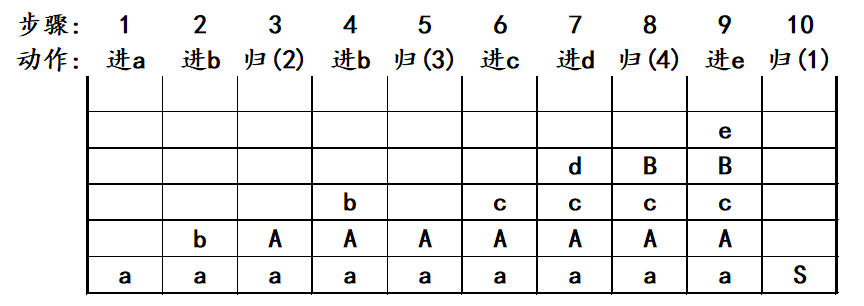 步骤: 1 2 3 4 5 6 7 8 9 10
动作: 进a 进b 归(2) 进b 归(3) 进c 进d 归(4) 进e 归(1)
e
d B B
b c c c c
b A A A A A A A A
a a a a a a a a a S